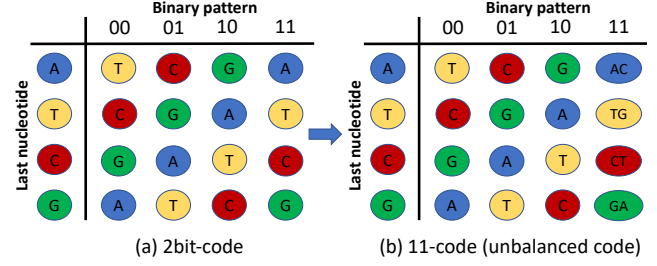 Binary pattern
00 01 10 11
Last nucleotide
A T C G A
T C G A T
C G A T C
G A T C G
(a) 2bit-code
Binary pattern
00 01 10 11
Last nucleotide
A T C G AC
T C G A TG
C G A T CT
G A T C GA
(b) 11-code (unbalanced code)